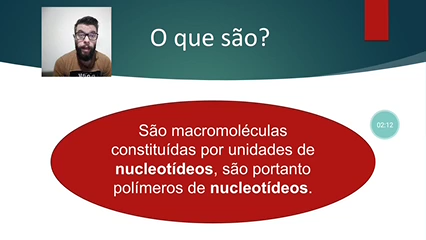 O que são?
02:12
São macromoléculas
constituídas por unidades de
nucleotídeos, são portanto
polímeros de nucleotídeos.